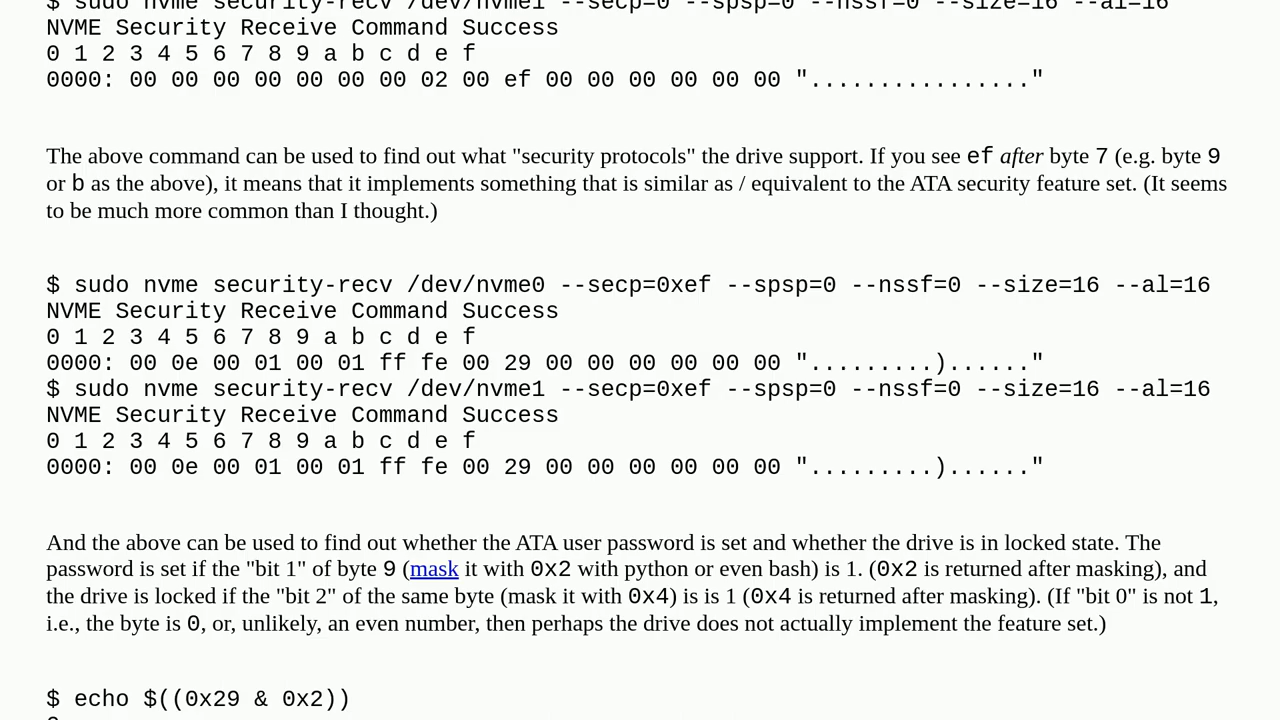 $ sudo nvme security-recv /dev/nvme1 --secp=0 --spsp=0 --nssf=0 --size=16 --al=16
NVME Security Receive Command Success
0 1 2 3 4 5 6 7 8 9 a b c d e f
0000: 00 00 00 00 00 00 00 02 00 ef 00 00 00 00 00 00 "................"
The above command can be used to find out what "security protocols" the drive support. If you see ef after byte 7 (e.g. byte 9
or b as the above), it means that it implements something that is similar as / equivalent to the ATA security feature set. (It seems
to be much more common than I thought.)
$ sudo nvme security-recv /dev/nvme0 --secp=0xef --spsp=0 --nssf=0 --size=16 --al=16
NVME Security Receive Command Success
0 1 2 3 4 5 6 7 8 9 a b c d e f
0000: 00 0e 00 01 00 01 ff fe 00 29 00 00 00 00 00 00 ".........)......"
$ sudo nvme security-recv /dev/nvme1 --secp=0xef --spsp=0 --nssf=0 --size=16 --al=16
NVME Security Receive Command Success
0 1 2 3 4 5 6 7 8 9 a b c d e f
0000: 00 0e 00 01 00 01 ff fe 00 29 00 00 00 00 00 00 ".........)......"
And the above can be used to find out whether the ATA user password is set and whether the drive is in locked state. The
password is set if the "bit 1" of byte 9 (mask it with 0x2 with python or even bash) is 1. (0x2 is returned after masking), and
the drive is locked if the "bit 2" of the same byte (mask it with 0x4) is is 1 (0x4 is returned after masking). (If "bit 0" is not 1,
i.e., the byte is 0, or, unlikely, an even number, then perhaps the drive does not actually implement the feature set.)
$ echo $((0x29 & 0x2))